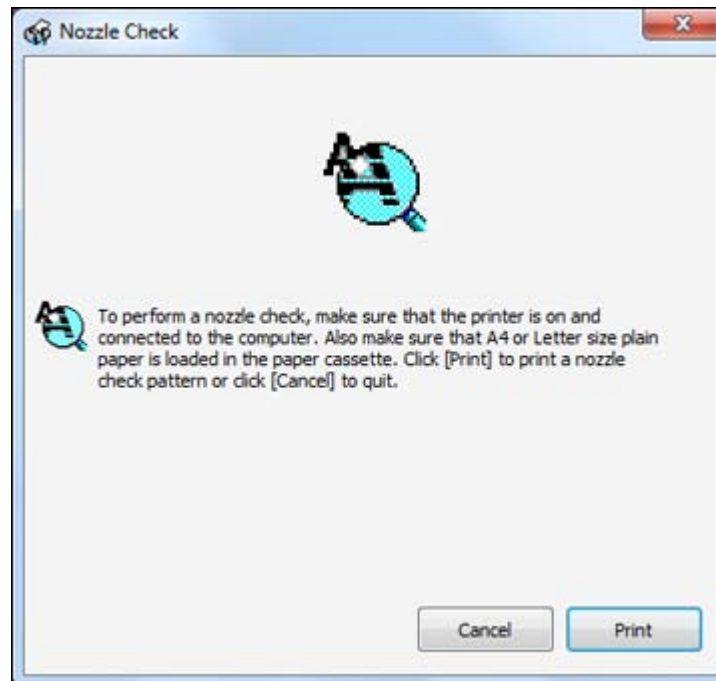 Nozzle Check
To perform a nozzle check, make sure that the printer is on and
connected to the computer. Also make sure that A4 or Letter size plain
paper is loaded in the paper cassette. Click [Print] to print a nozzle
check pattern or click [Cancel] to quit.
Cancel Print